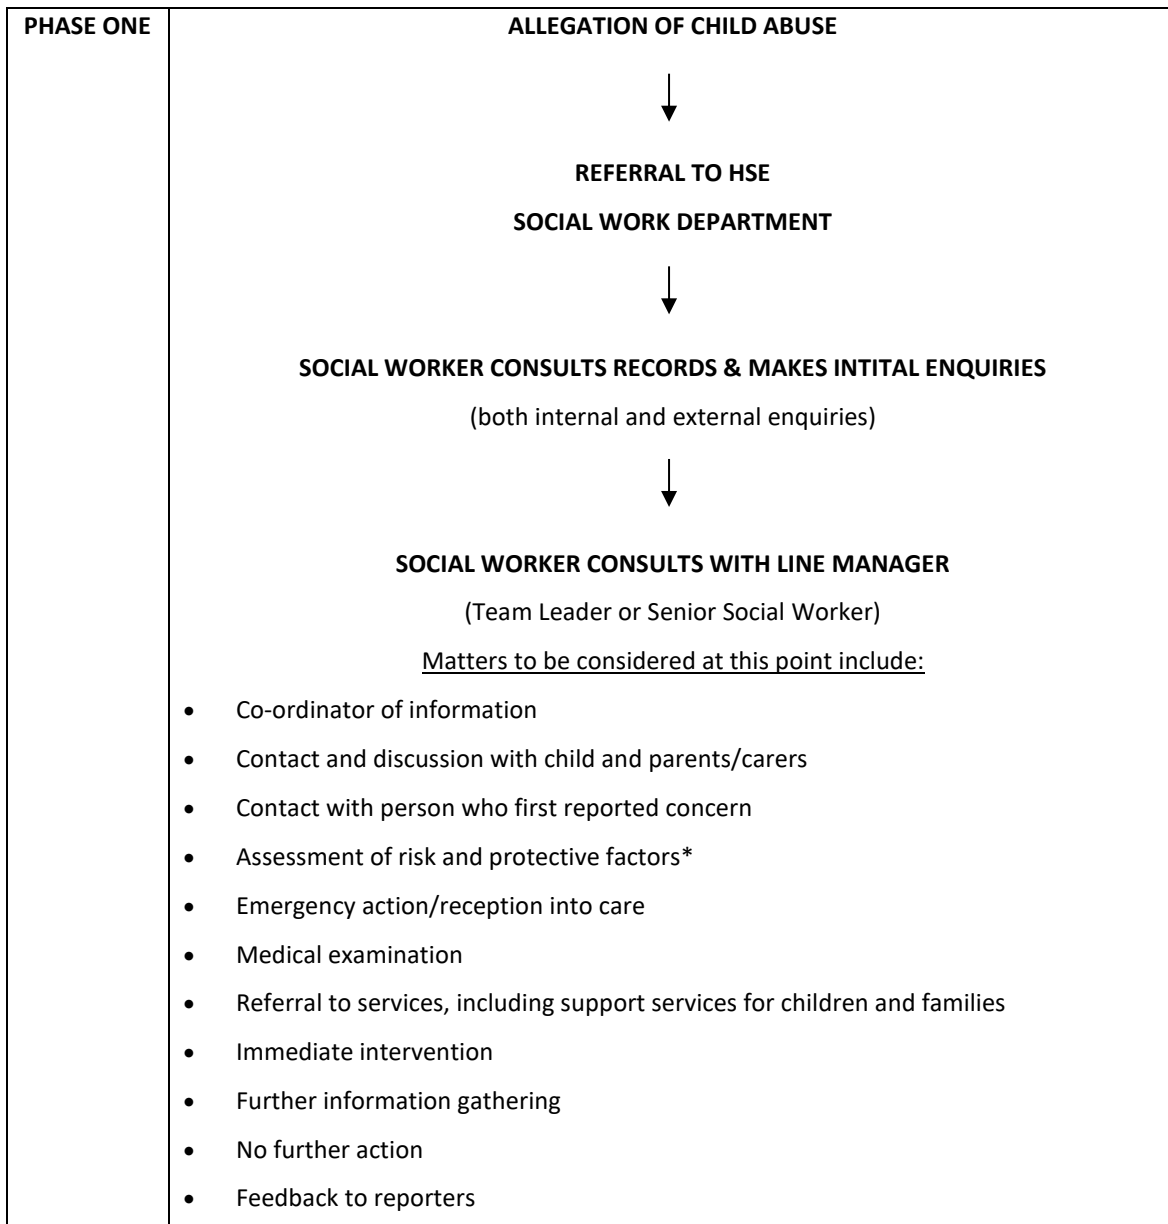 PHASE ONE
ALLEGATION OF CHILD ABUSE
REFERRAL TO HSE
SOCIAL WORK DEPARTMENT
SOCIAL WORKER CONSULTS RECORDS & MAKES INTITAL ENQUIRIES
(both internal and external enquiries)
SOCIAL WORKER CONSULTS WITH LINE MANAGER
(Team Leader or Senior Social Worker)
Matters to be considered at this point include:
• Co-ordinator of information
• Contact and discussion with child and parents/carers
• Contact with person who first reported concern
• Assessment of risk and protective factors*
• Emergency action/reception into care
• Medical examination
• Referral to services, including support services for children and families
• Immediate intervention
• Further information gathering
• No further action
• Feedback to reporters